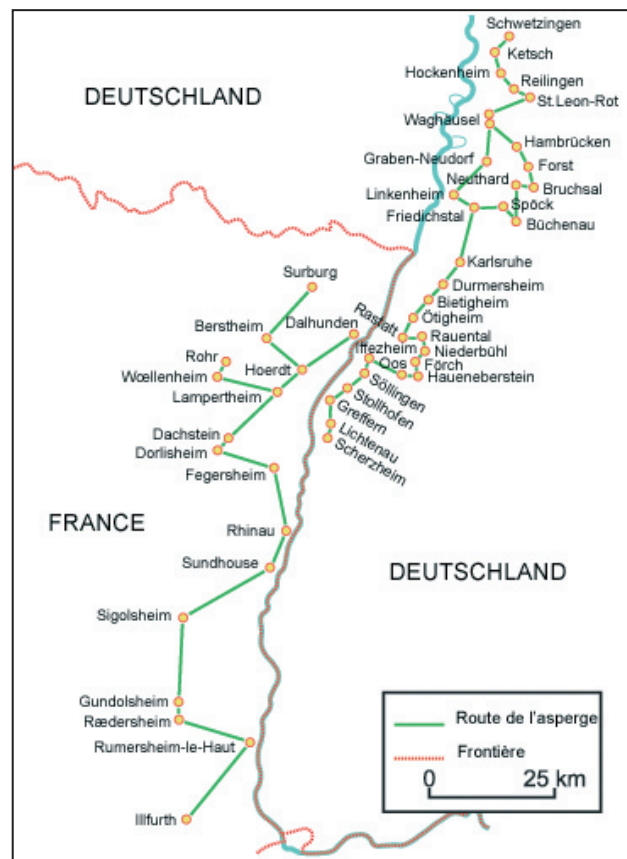 Schwetzingen
Ketsch
Hockenheim
Reilingen
DEUTSCHLAND
St.Leon-Rot
Waghäusel
Hambrücken
Graben-Neudorf
Forst
Neuthard
Linkenheim
Bruchsal
Spöck
Friedichstal
Büchenau
Karlsruhe
Surburg
Durmersheim
Bietigheim
Berstheim
Dalhunden
Ötigheim
Rastatt
Rauental
Iffezheim
Niederbühl
Rohr
Hoerdt
Oos
Förch
Wœllenheim
Haueneberstein
Lampertheim
Söllingen
Stollhofen
Greffern
Dachstein
Lichtenau
Dorlisheim
Scherzheim
Fegersheim
FRANCE
Rhinau
Sundhouse
DEUTSCHLAND
Sigolsheim
Gundolsheim
Rædersheim
Route de l'asperge
Rumersheim-le-Haut
Frontière
0 25 km
Illfurth